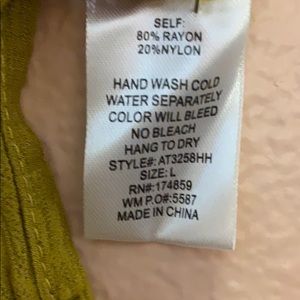 SELF:
80% RAYON
20%NYLON
HAND WASH COLD
WATER SEPARATELY
COLOR WILL BLEED
NO BLEACH
HANG TO DRY
STYLE#:AT3258HH
SIZE: L
RN#:174859
WM P.O#:5587
MADE IN CHINA